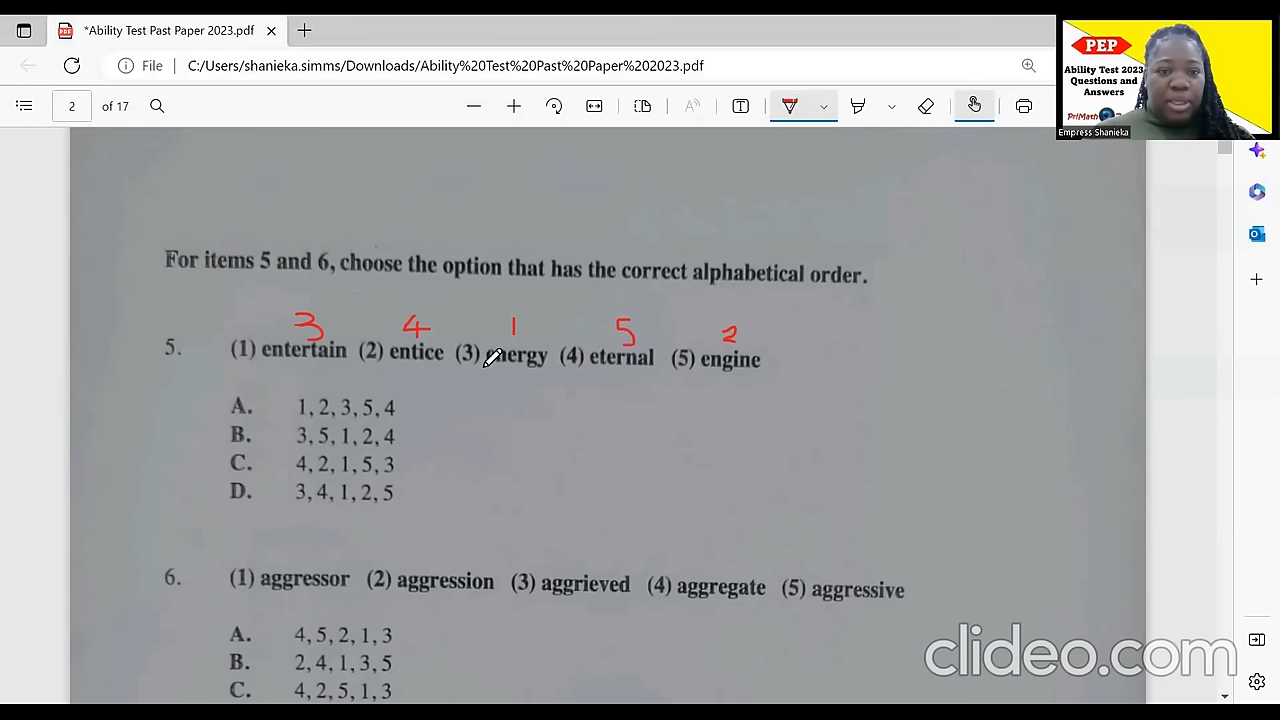 *Ability Test Past Paper 2023.pdf
File C:/Users/shanieka.simms/Downloads/Ability%20Test%20Past%20Paper%202023.pdf
2 of 17
PEP
Ability Test 2023
Questions and
Answers
PriMath
Empress Shanieka
For items 5 and 6, choose the option that has the correct alphabetical order.
3 4 1 5 2
5. (1) entertain (2) entice (3) energy (4) eternal (5) engine
A. 1, 2, 3, 5, 4
B. 3, 5, 1, 2, 4
C. 4, 2, 1, 5, 3
D. 3, 4, 1, 2, 5
6. (1) aggressor (2) aggression (3) aggrieved (4) aggregate (5) aggressive
A. 4, 5, 2, 1, 3
B. 2, 4, 1, 3, 5
C. 4, 2, 5, 1, 3
clideo.com